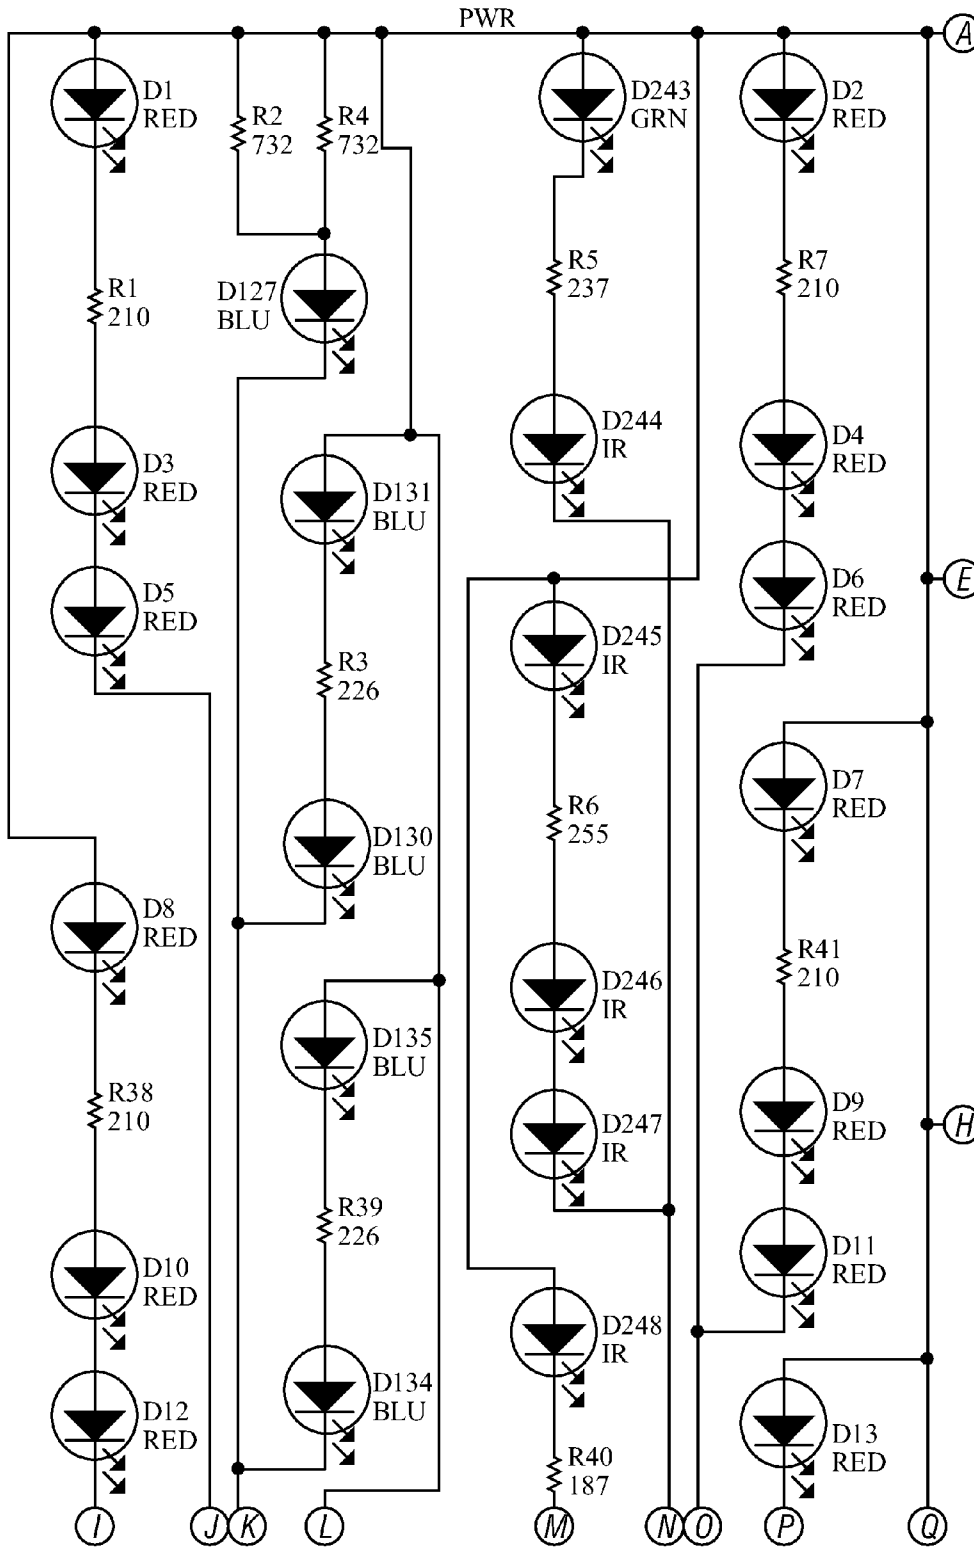 PWR
A
D1
RED
R2
732
R4
732
D243
GRN
D2
RED
R1
210
D127
BLU
R5
237
R7
210
D3
RED
D131
BLU
D244
IR
D4
RED
D5
RED
R3
226
D245
IR
D6
RED
E
D130
BLU
R6
255
D7
RED
D8
RED
D135
BLU
D246
IR
R41
210
R38
210
R39
226
D247
IR
D9
RED
H
D10
RED
D11
RED
D248
IR
D12
RED
D134
BLU
R40
187
D13
RED
I
J
K
L
M
N
O
P
Q